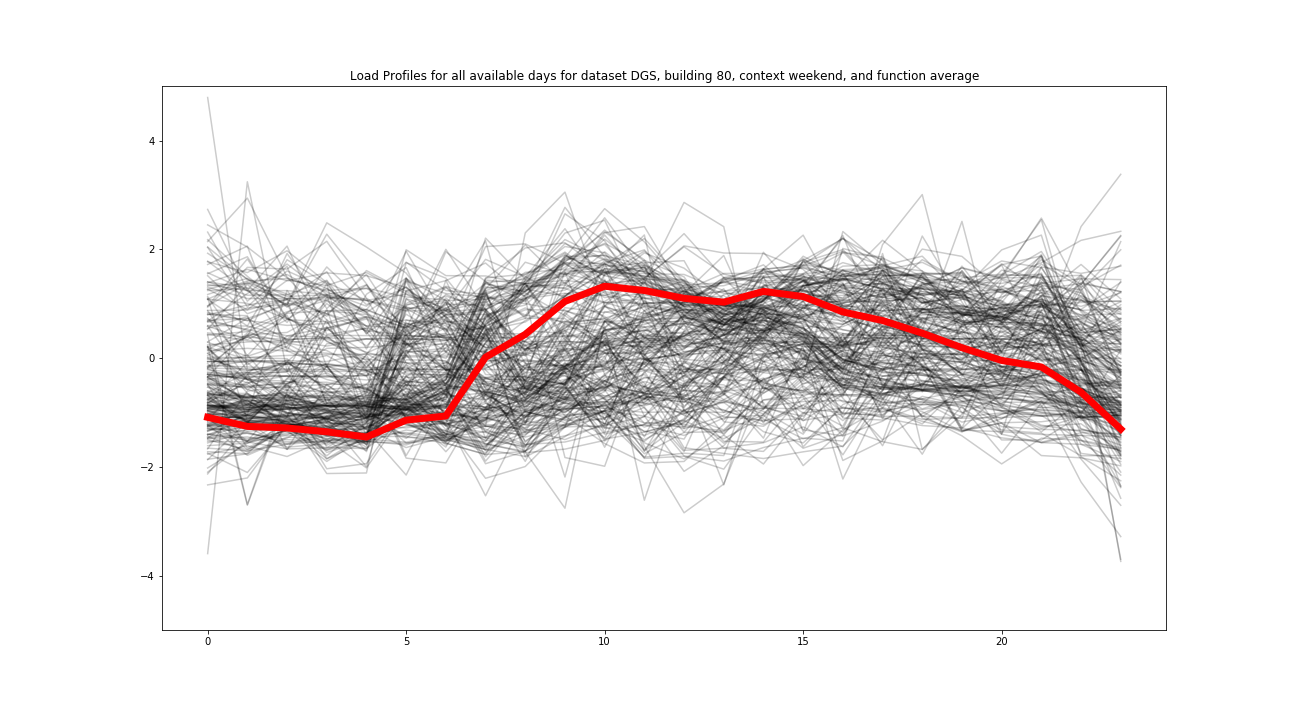 Load Profiles for all available days for dataset DGS, building 80, context weekend, and function average
4
2
0
−2
−4
0 5 10 15 20